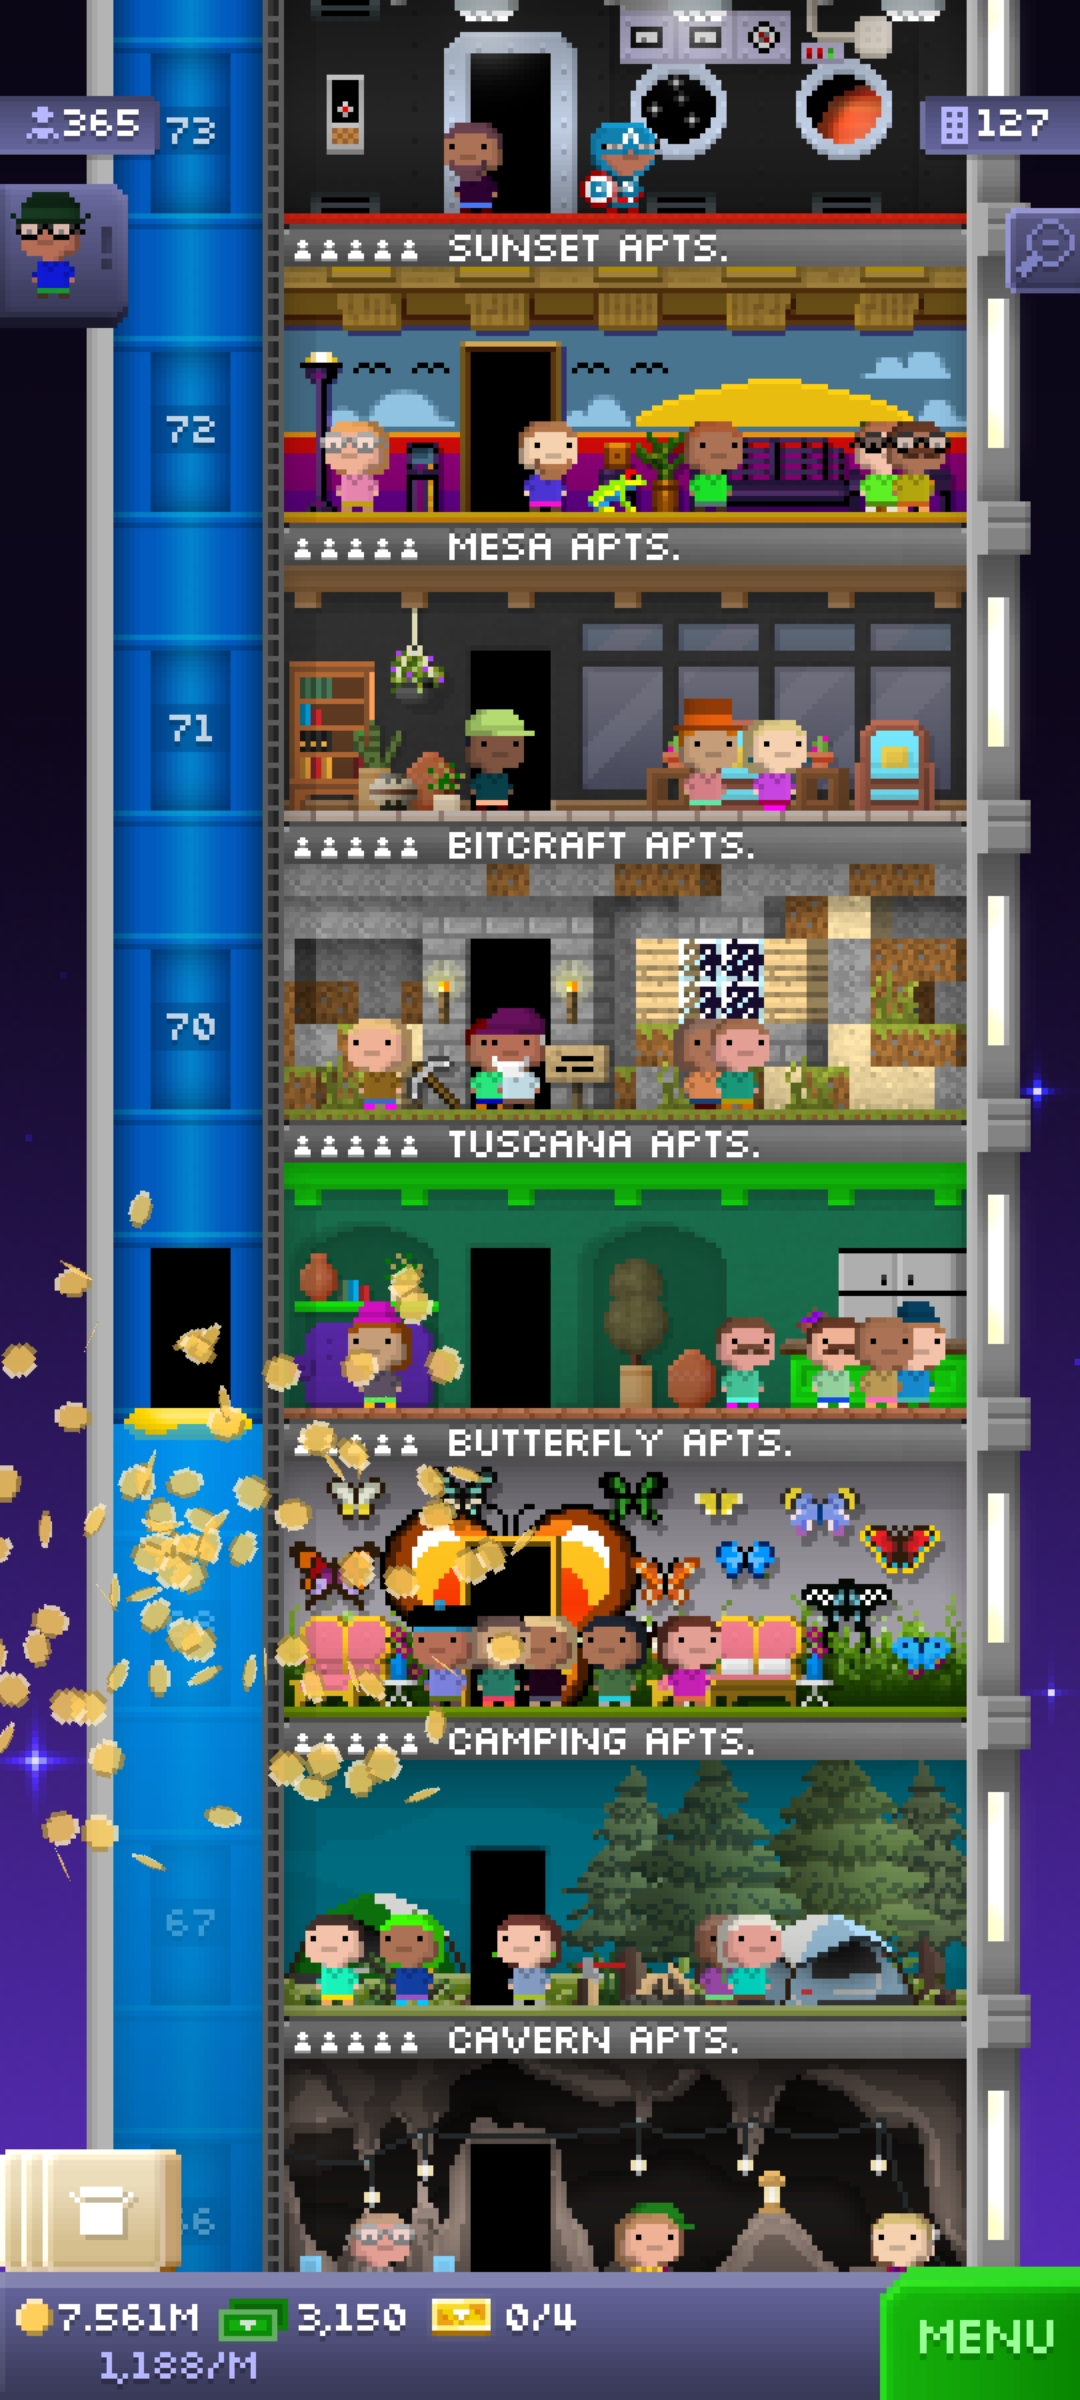 365
73
127
SUNSET APTS.
72
MESA APTS.
71
BITCRAFT APTS.
70
TUSCANA APTS.
BUTTERFLY APTS.
CAMPING APTS.
67
CAVERN APTS.
7.561M 3,150 0/4
1,188/M
MENU